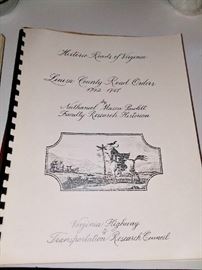 Historic Roads of Virginia
Louisa County Road Orders
1742-1748
by
Nathaniel Mason Pawlett
Faculty Research Historian
Virginia Highway
&
Transportation Research Council